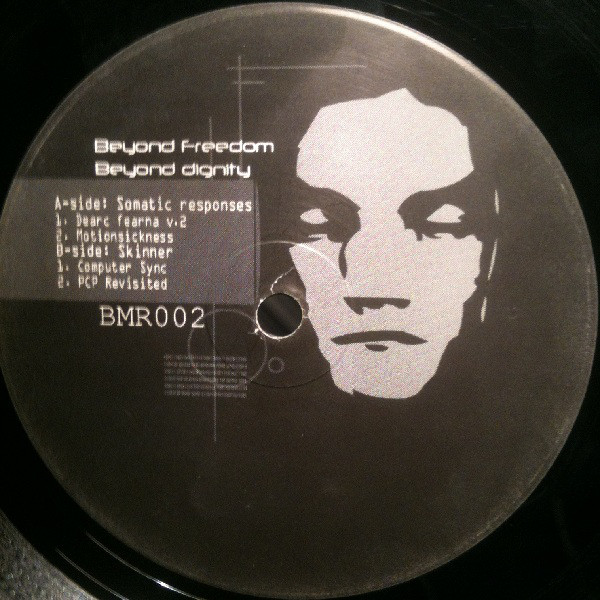 Beyond Freedom
Beyond dignity
A-side: Somatic responses
1. Dearc fearna v.2
2. Motionsickness
B-side: Skinner
1. Computer Sync
2. PCP Revisited
BMR002